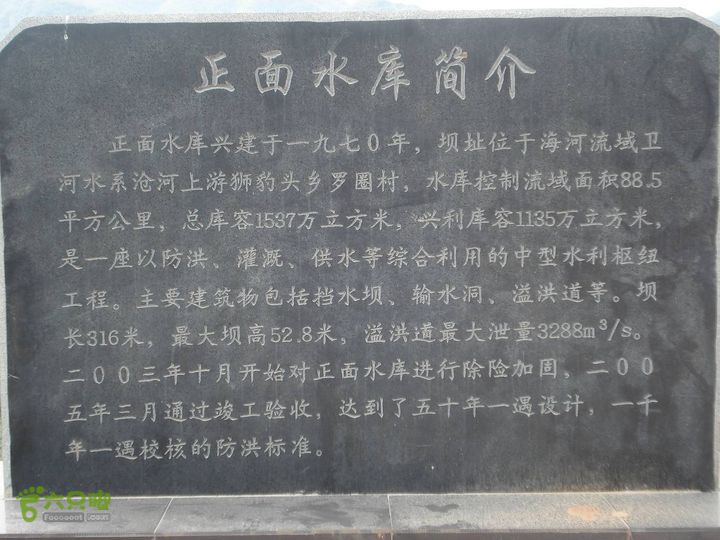 正面水库简介
正面水库兴建于一九七0年，坝址位于海河流域卫
河水系沧河上游狮豹头乡罗圈村，水库控制流域面积88.5
平方公里，总库容1537万立方米，兴利库容1135万立方米，
是一座以防洪、灌溉、供水等综合利用的中型水利枢纽
工程。主要建筑物包括挡水坝、输水洞、溢洪道等。坝
长316米，最大坝高52.8米，溢洪道最大泄量3288m³/s。
二00三年十月开始对正面水库进行除险加固，二00
五年三月通过竣工验收，达到了五十年一遇设计，一千
年一遇校核的防洪标准。
六只脚
Foooooot.com